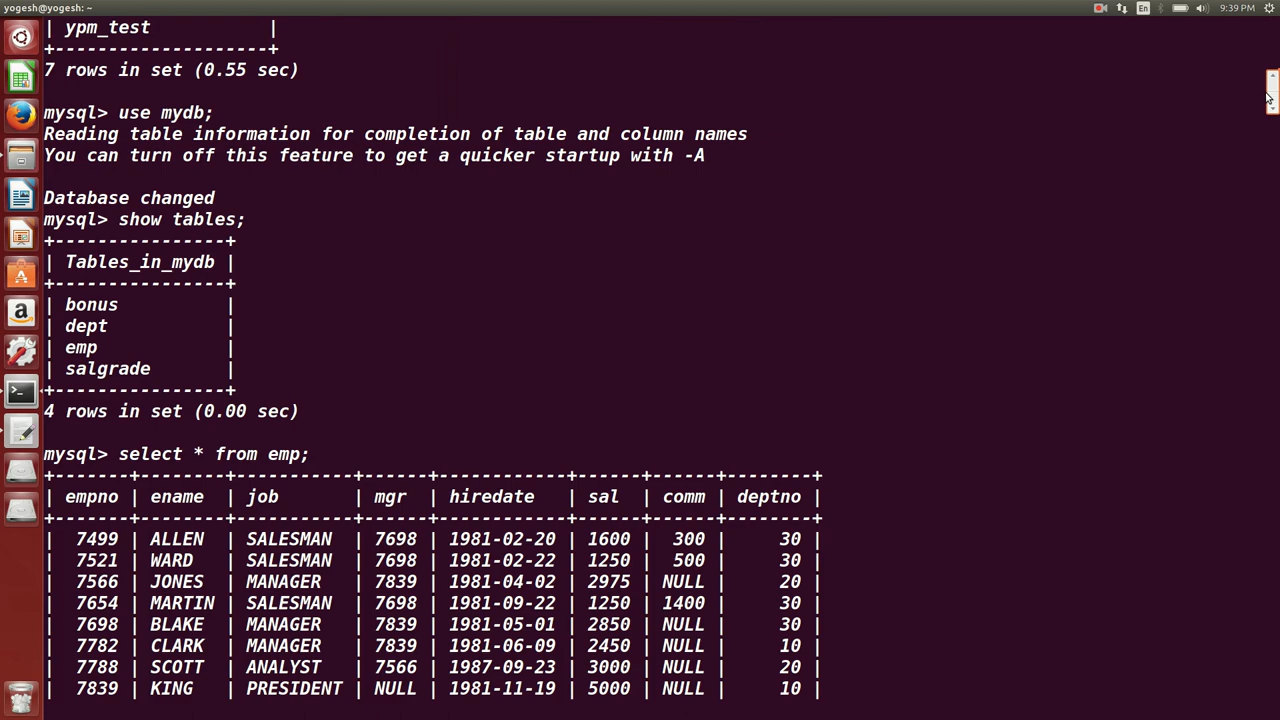 yogesh@yogesh: ~ En 9:39 PM
| ypm_test           |
+--------------------+
7 rows in set (0.55 sec)
mysql> use mydb;
Reading table information for completion of table and column names
You can turn off this feature to get a quicker startup with -A
Database changed
mysql> show tables;
+----------------+
| Tables_in_mydb |
+----------------+
| bonus          |
| dept           |
| emp            |
| salgrade       |
+----------------+
4 rows in set (0.00 sec)
mysql> select * from emp;
+-------+--------+-----------+------+------------+------+------+--------+
| empno | ename  | job       | mgr  | hiredate   | sal  | comm | deptno |
+-------+--------+-----------+------+------------+------+------+--------+
|  7499 | ALLEN  | SALESMAN  | 7698 | 1981-02-20 | 1600 |  300 |     30 |
|  7521 | WARD   | SALESMAN  | 7698 | 1981-02-22 | 1250 |  500 |     30 |
|  7566 | JONES  | MANAGER   | 7839 | 1981-04-02 | 2975 | NULL |     20 |
|  7654 | MARTIN | SALESMAN  | 7698 | 1981-09-22 | 1250 | 1400 |     30 |
|  7698 | BLAKE  | MANAGER   | 7839 | 1981-05-01 | 2850 | NULL |     30 |
|  7782 | CLARK  | MANAGER   | 7839 | 1981-06-09 | 2450 | NULL |     10 |
|  7788 | SCOTT  | ANALYST   | 7566 | 1987-09-23 | 3000 | NULL |     20 |
|  7839 | KING   | PRESIDENT | NULL | 1981-11-19 | 5000 | NULL |     10 |